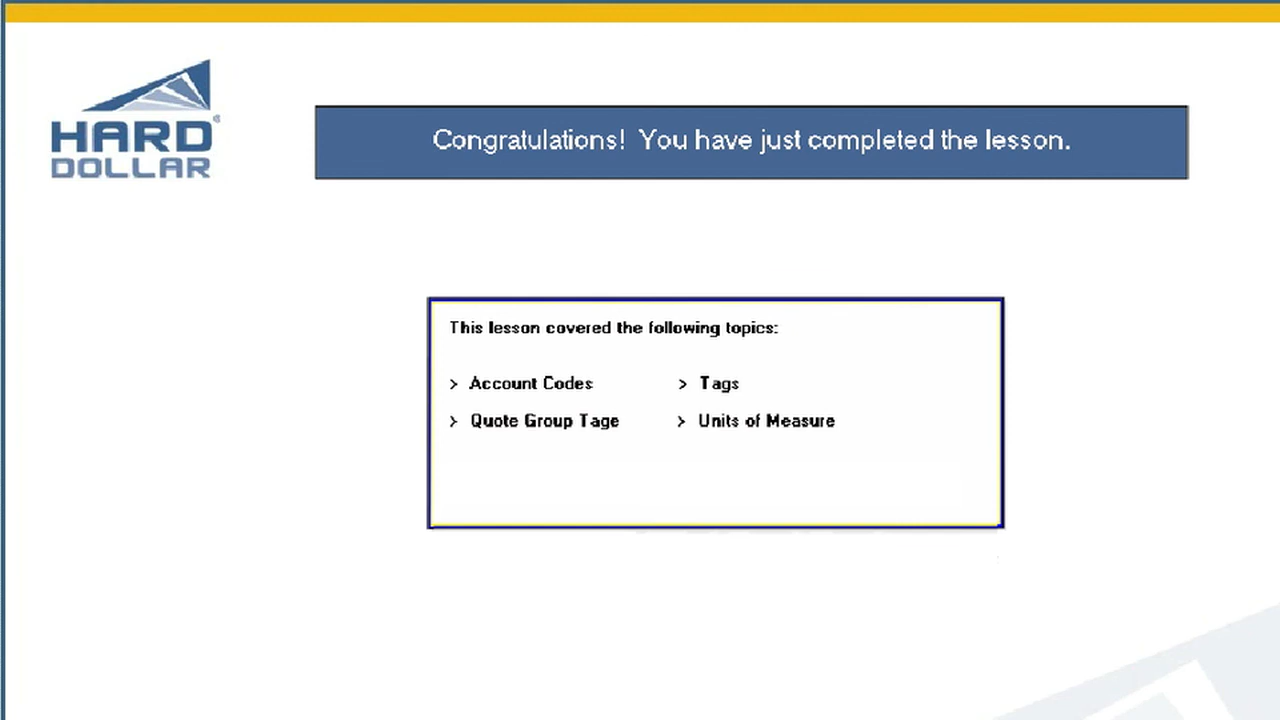 HARD
DOLLAR
®
Congratulations! You have just completed the lesson.
This lesson covered the following topics:
> Account Codes
> Tags
> Quote Group Tage
> Units of Measure